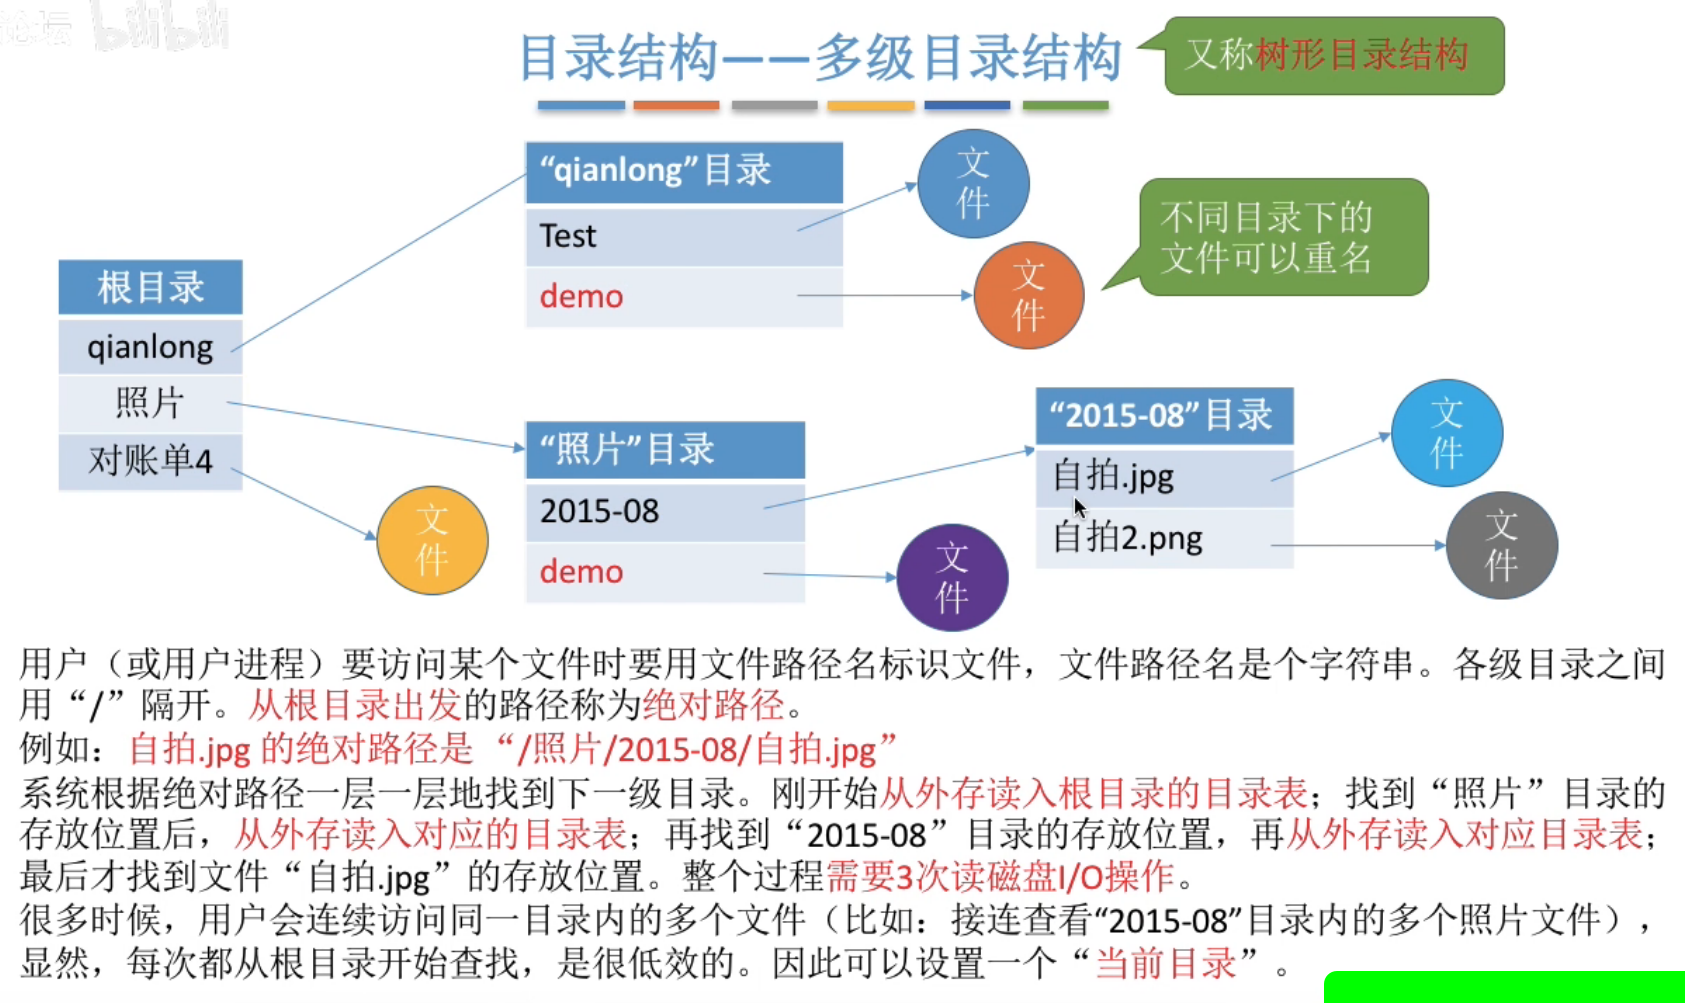 论坛 bilibili
目录结构——多级目录结构
又称树形目录结构
“qianlong”目录
Test
demo
文
件
文
件
不同目录下的
文件可以重名
根目录
qianlong
照片
对账单4
文
件
“照片”目录
2015-08
demo
文
件
“2015-08”目录
自拍.jpg
自拍2.png
文
件
文
件
用户（或用户进程）要访问某个文件时要用文件路径名标识文件，文件路径名是个字符串。各级目录之间
用“/”隔开。从根目录出发的路径称为绝对路径。
例如：自拍.jpg 的绝对路径是 “/照片/2015-08/自拍.jpg”
系统根据绝对路径一层一层地找到下一级目录。刚开始从外存读入根目录的目录表；找到“照片”目录的
存放位置后，从外存读入对应的目录表；再找到“2015-08”目录的存放位置，再从外存读入对应目录表；
最后才找到文件“自拍.jpg”的存放位置。整个过程需要3次读磁盘I/O操作。
很多时候，用户会连续访问同一目录内的多个文件（比如：接连查看“2015-08”目录内的多个照片文件），
显然，每次都从根目录开始查找，是很低效的。因此可以设置一个“当前目录”。